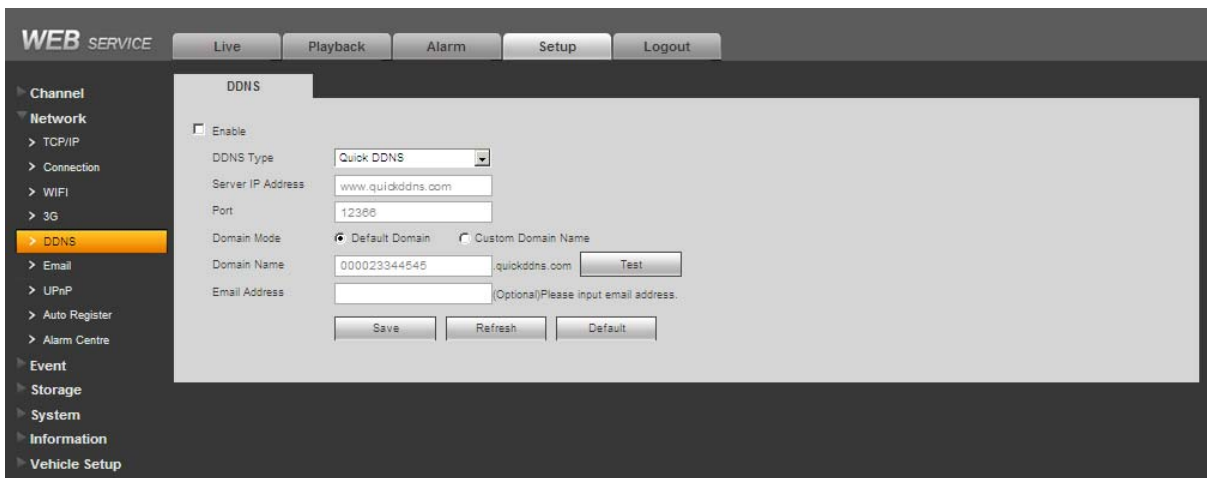 WEB SERVICE
Live Playback Alarm Setup Logout
DDNS
Channel
Network
> TCP/IP
> Connection
> WIFI
> 3G
> DDNS
> Email
> UPnP
> Auto Register
> Alarm Centre
Event
Storage
System
Information
Vehicle Setup
Enable
DDNS Type Quick DDNS
Server IP Address www.quickddns.com
Port 12366
Domain Mode Default Domain Custom Domain Name
Domain Name 000023344545 .quickddns.com Test
Email Address (Optional)Please input email address.
Save Refresh Default